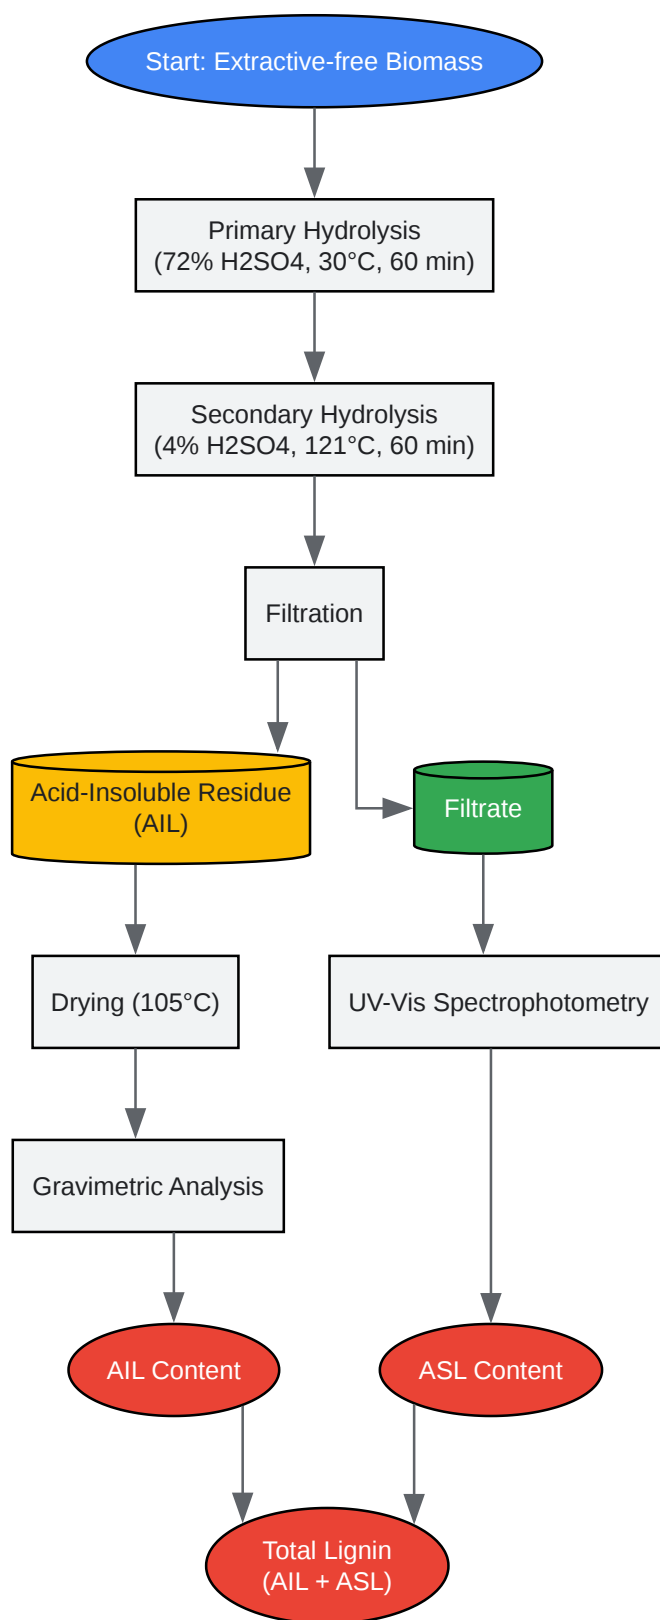 Start: Extractive-free Biomass
Primary Hydrolysis
(72% H2SO4, 30°C, 60 min)
Secondary Hydrolysis
(4% H2SO4, 121°C, 60 min)
Filtration
Acid-Insoluble Residue
(AIL)
Filtrate
Drying (105°C)
UV-Vis Spectrophotometry
Gravimetric Analysis
AIL Content
ASL Content
Total Lignin
(AIL + ASL)